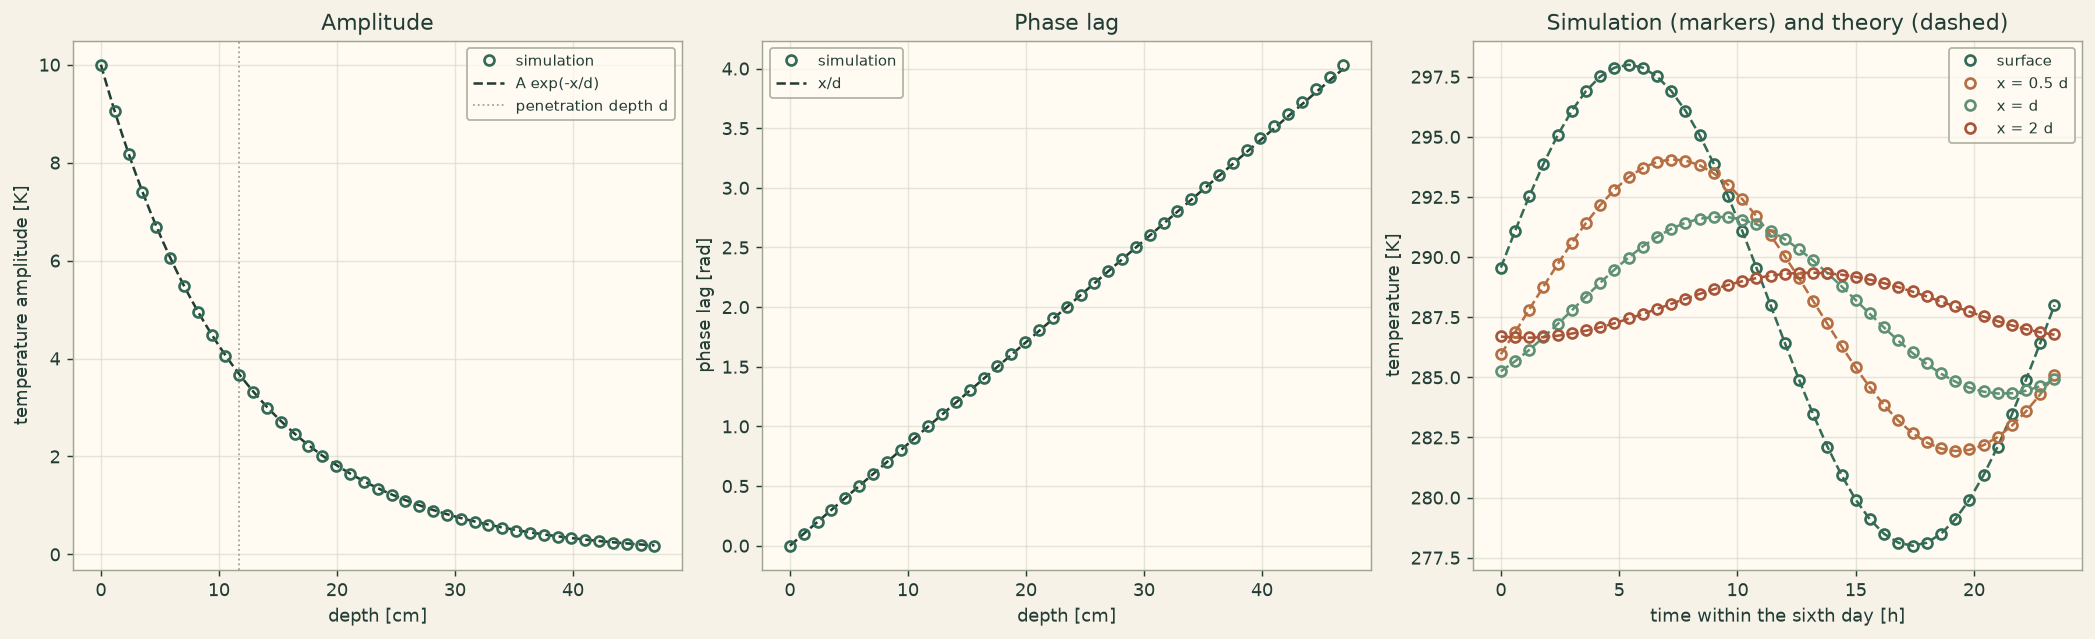 Amplitude
temperature amplitude [K]
10
8
6
4
2
0
simulation
A exp(-x/d)
penetration depth d
0
10
20
30
40
depth [cm]
Phase lag
phase lag [rad]
4.0
3.5
3.0
2.5
2.0
1.5
1.0
0.5
0.0
simulation
x/d
0
10
20
30
40
depth [cm]
Simulation (markers) and theory (dashed)
temperature [K]
297.5
295.0
292.5
290.0
287.5
285.0
282.5
280.0
277.5
surface
x = 0.5 d
x = d
x = 2 d
0
5
10
15
20
time within the sixth day [h]